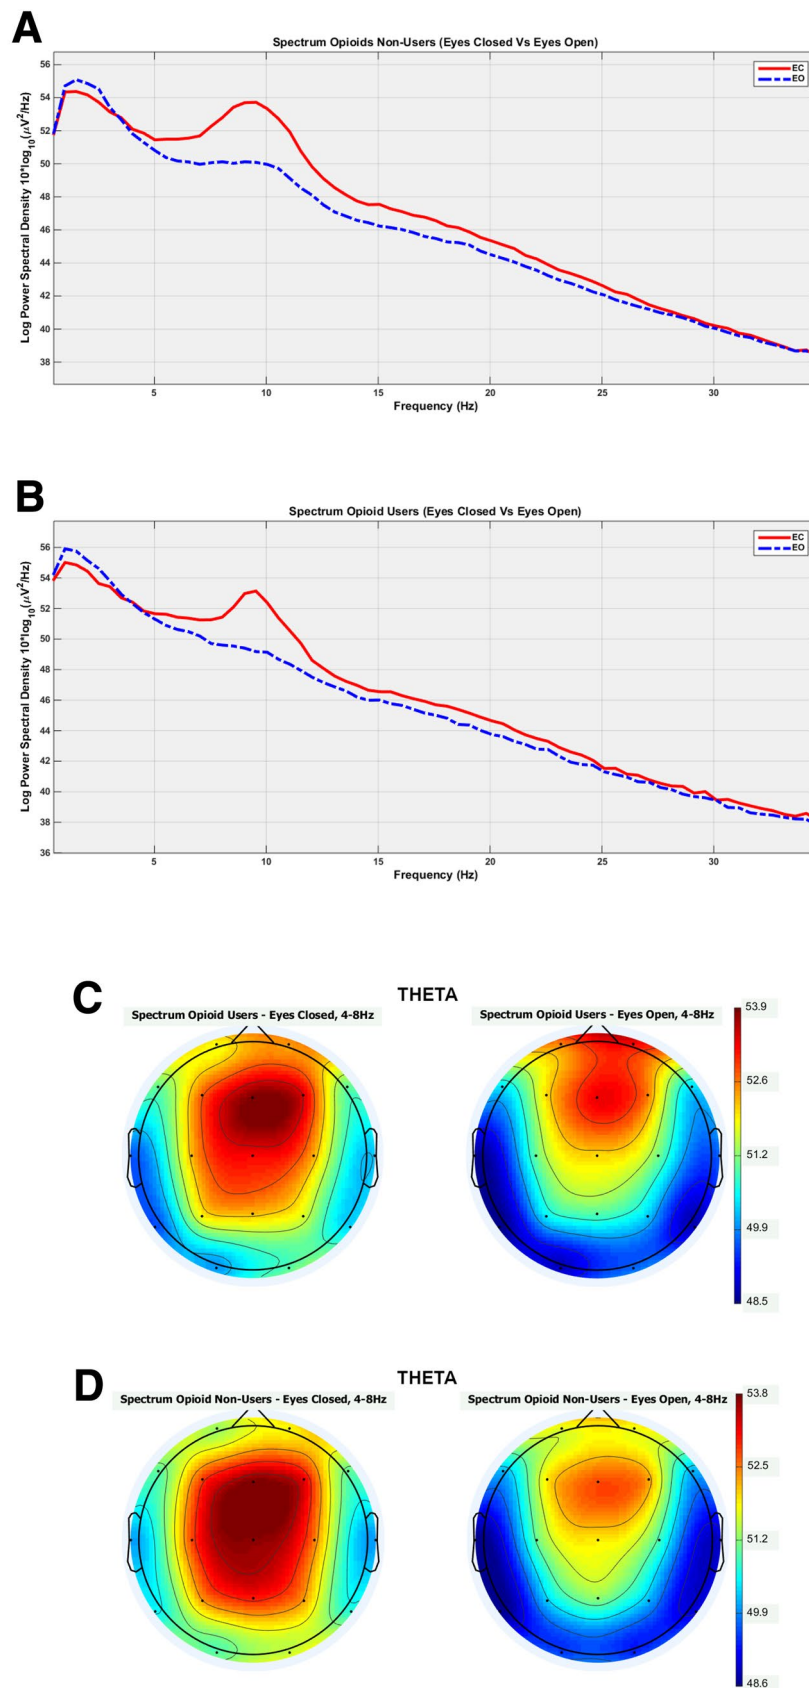 A
Spectrum Opioids Non-Users (Eyes Closed Vs Eyes Open)
Log Power Spectral Density 10*log10(μV2/Hz)
56
54
52
50
48
46
44
42
40
38
EC
EO
5 10 15 20 25 30
Frequency (Hz)
B
Spectrum Opioid Users (Eyes Closed Vs Eyes Open)
Log Power Spectral Density 10*log10(μV2/Hz)
56
54
52
50
48
46
44
42
40
38
36
EC
EO
5 10 15 20 25 30
Frequency (Hz)
C
THETA
Spectrum Opioid Users - Eyes Closed, 4-8Hz
Spectrum Opioid Users - Eyes Open, 4-8Hz
53.9
52.6
51.2
49.9
48.5
D
THETA
Spectrum Opioid Non-Users - Eyes Closed, 4-8Hz
Spectrum Opioid Non-Users - Eyes Open, 4-8Hz
53.8
52.5
51.2
49.9
48.6